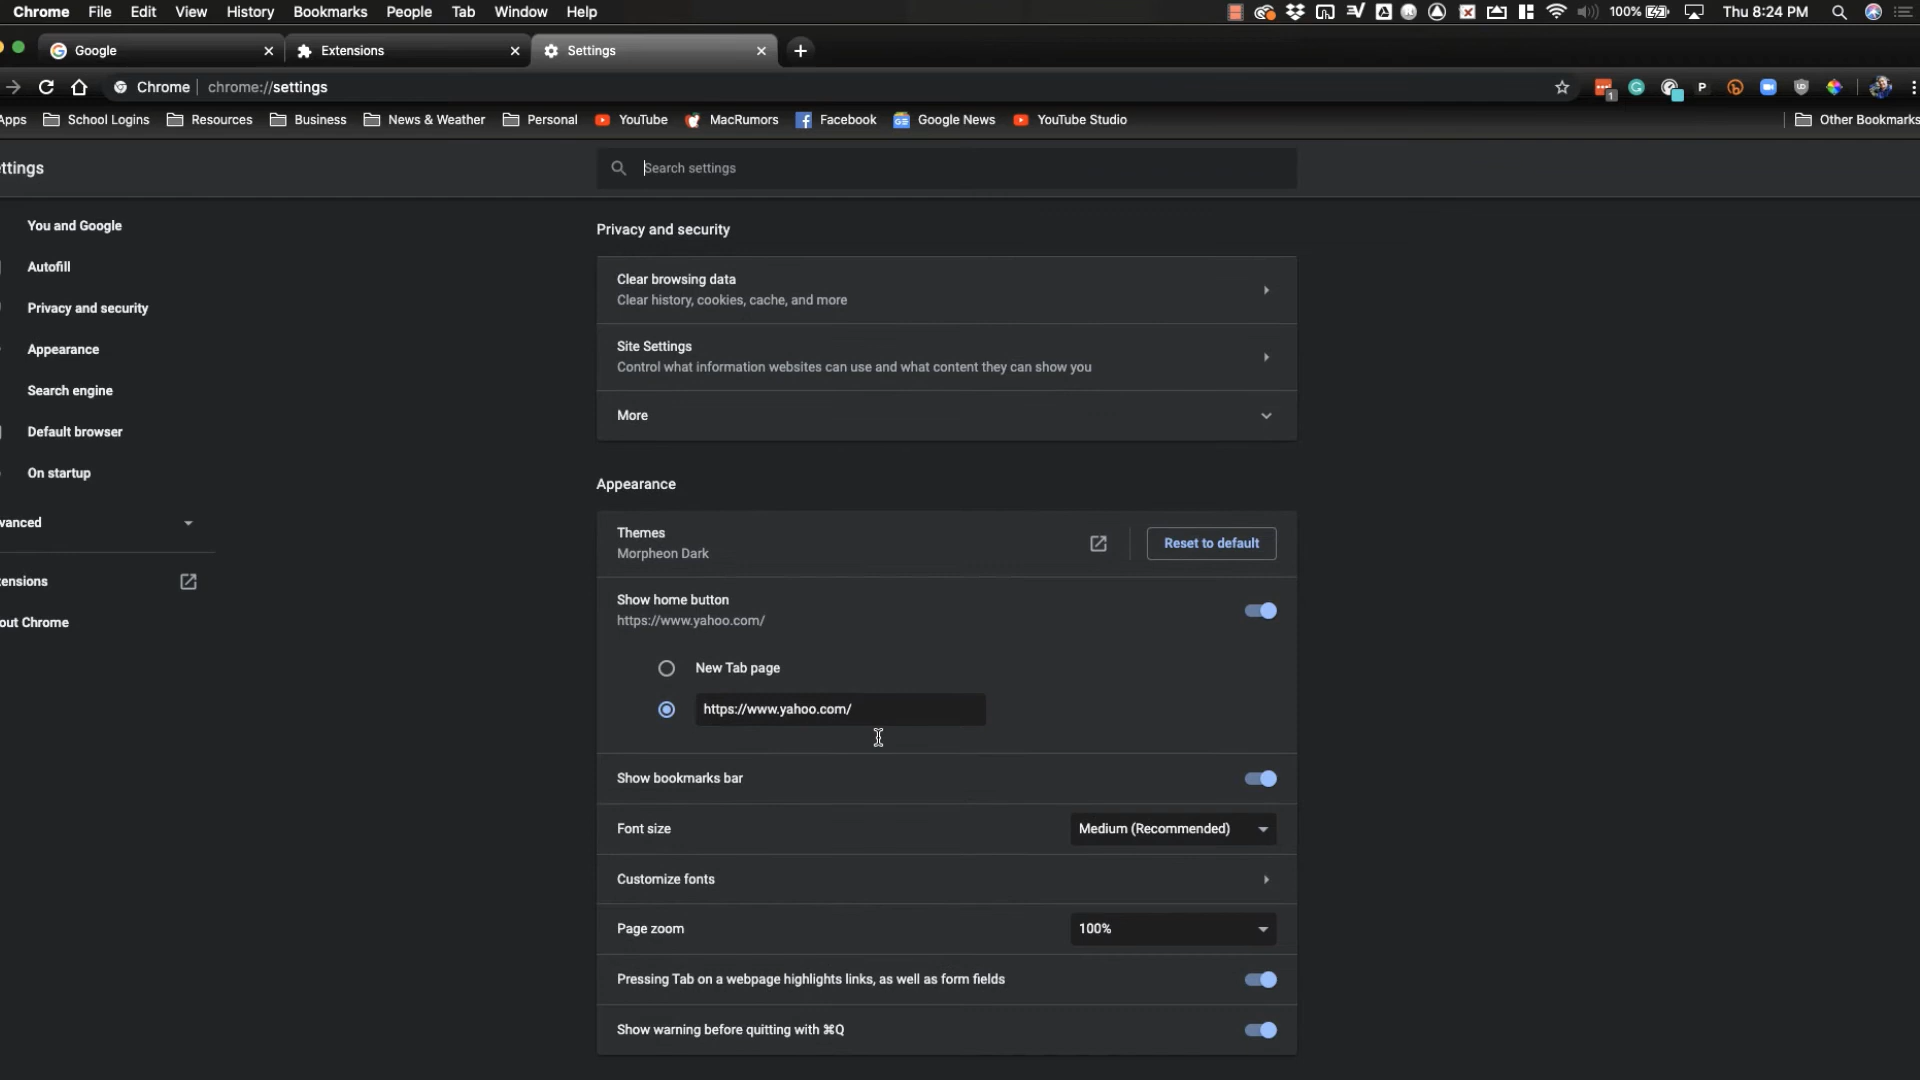 Chrome File Edit View History Bookmarks People Tab Window Help 100% Thu 8:24 PM
Google Extensions Settings
Chrome chrome://settings 1 P
Apps School Logins Resources Business News & Weather Personal YouTube MacRumors Facebook Google News YouTube Studio Other Bookmarks
ttings Search settings
You and Google
Autofill
Privacy and security
Appearance
Search engine
Default browser
On startup
vanced
tensions
out Chrome
Privacy and security
Clear browsing data
Clear history, cookies, cache, and more
Site Settings
Control what information websites can use and what content they can show you
More
Appearance
Themes
Morpheon Dark
Reset to default
Show home button
https://www.yahoo.com/
New Tab page
https://www.yahoo.com/
Show bookmarks bar
Font size Medium (Recommended)
Customize fonts
Page zoom 100%
Pressing Tab on a webpage highlights links, as well as form fields
Show warning before quitting with ⌘Q